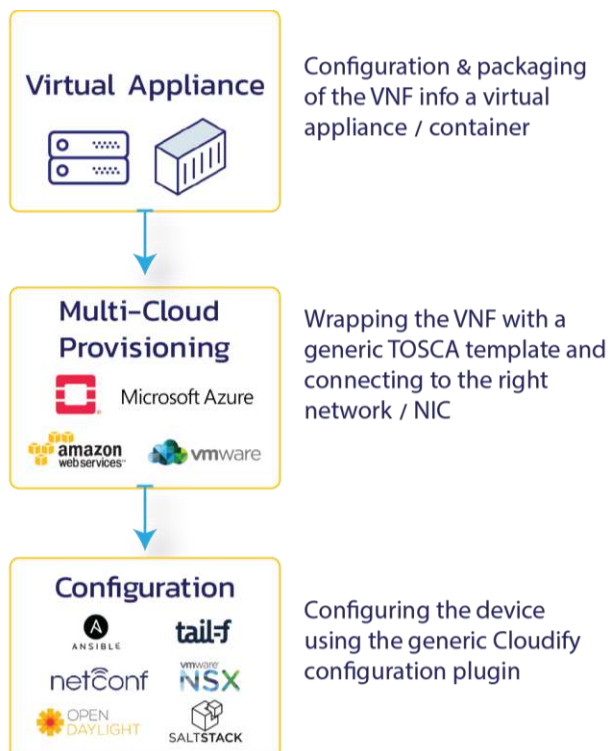 Virtual Appliance
Configuration & packaging
of the VNF info a virtual
appliance / container
Multi-Cloud
Provisioning
Microsoft Azure
amazon
webservices™
vmware
Wrapping the VNF with a
generic TOSCA template and
connecting to the right
network / NIC
Configuration
ANSIBLE
tail-f
netconf
vmware
NSX
OPEN
DAYLIGHT
SALTSTACK
Configuring the device
using the generic Cloudify
configuration plugin